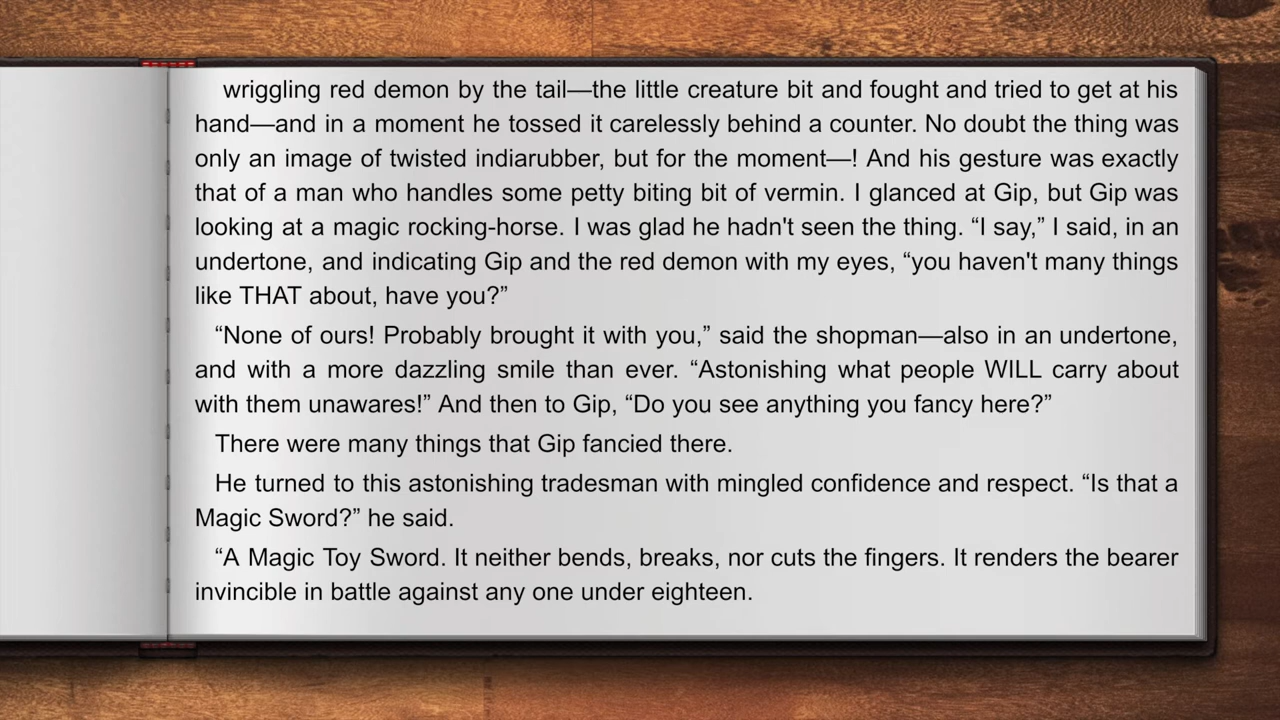 wriggling red demon by the tail—the little creature bit and fought and tried to get at his
hand—and in a moment he tossed it carelessly behind a counter. No doubt the thing was
only an image of twisted indiarubber, but for the moment—! And his gesture was exactly
that of a man who handles some petty biting bit of vermin. I glanced at Gip, but Gip was
looking at a magic rocking-horse. I was glad he hadn't seen the thing. “I say,” I said, in an
undertone, and indicating Gip and the red demon with my eyes, “you haven't many things
like THAT about, have you?”
“None of ours! Probably brought it with you,” said the shopman—also in an undertone,
and with a more dazzling smile than ever. “Astonishing what people WILL carry about
with them unawares!” And then to Gip, “Do you see anything you fancy here?”
There were many things that Gip fancied there.
He turned to this astonishing tradesman with mingled confidence and respect. “Is that a
Magic Sword?” he said.
“A Magic Toy Sword. It neither bends, breaks, nor cuts the fingers. It renders the bearer
invincible in battle against any one under eighteen.